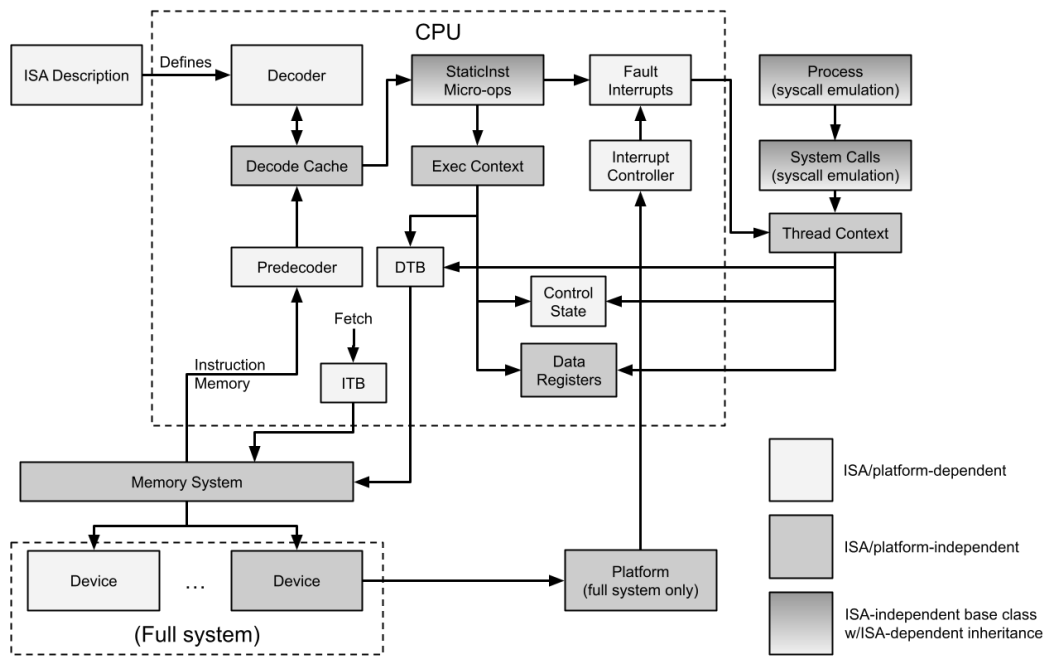 CPU
ISA Description
Defines
Decoder
StaticInst
Micro-ops
Fault
Interrupts
Process
(syscall emulation)
Decode Cache
Exec Context
Interrupt
Controller
System Calls
(syscall emulation)
Thread Context
Predecoder
DTB
Control
State
Fetch
Instruction
Memory
ITB
Data
Registers
Memory System
ISA/platform-dependent
ISA/platform-independent
ISA-independent base class
w/ISA-dependent inheritance
Device
...
Device
Platform
(full system only)
(Full system)